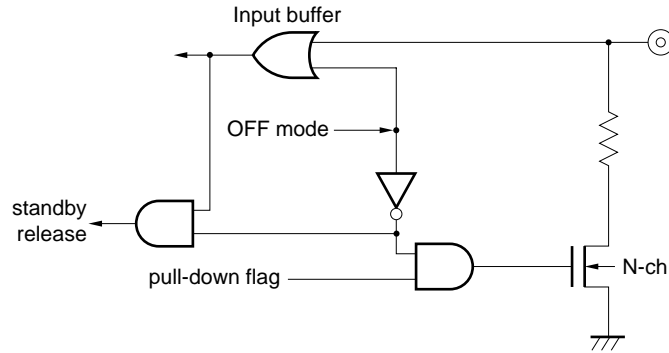 Input buffer
OFF mode
standby
release
pull-down flag
N-ch